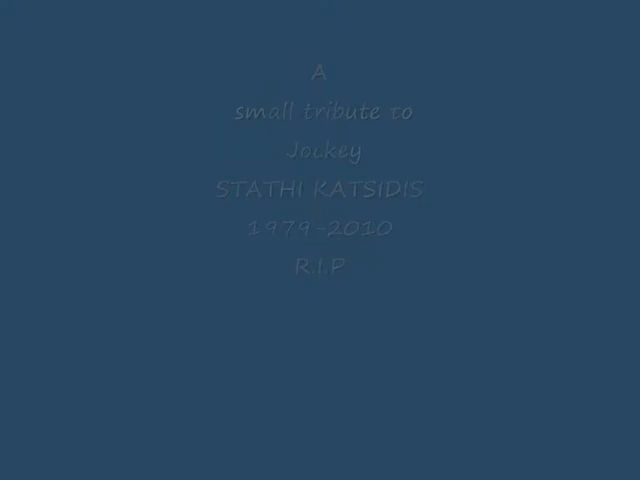 A
small tribute to
Jockey
STATHI KATSIDIS
1979-2010
R.I.P